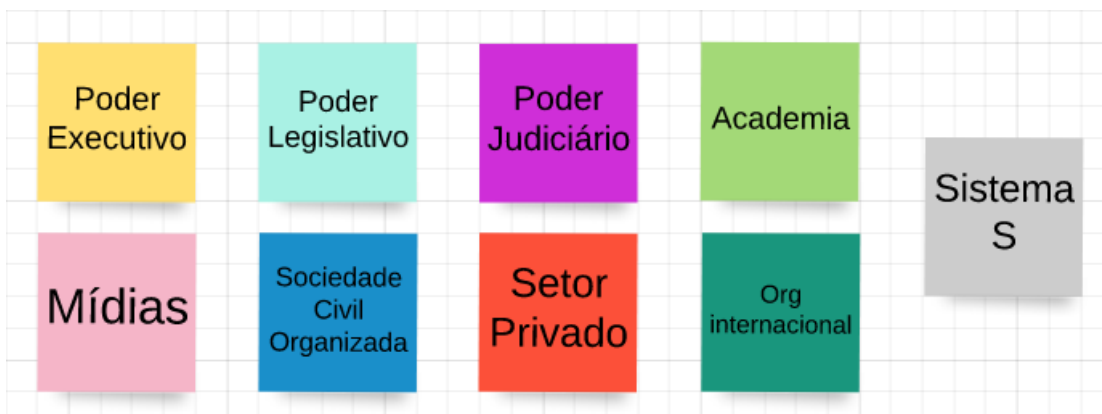 Poder
Executivo
Poder
Legislativo
Poder
Judiciário
Academia
Sistema
S
Mídias
Sociedade
Civil
Organizada
Setor
Privado
Org
internacional